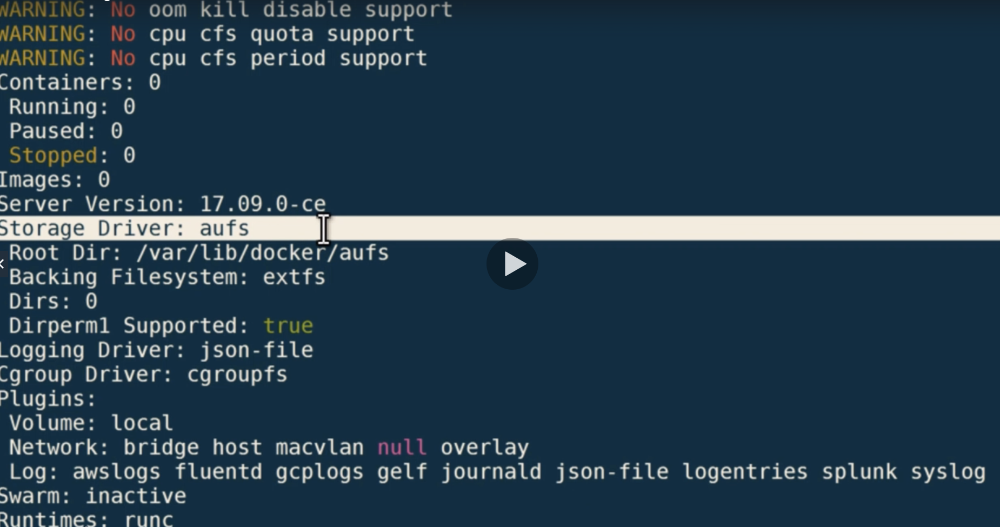 WARNING: No oom kill disable support
WARNING: No cpu cfs quota support
WARNING: No cpu cfs period support
Containers: 0
Running: 0
Paused: 0
Stopped: 0
Images: 0
Server Version: 17.09.0-ce
Storage Driver: aufs
Root Dir: /var/lib/docker/aufs
Backing Filesystem: extfs
Dirs: 0
Dirperm1 Supported: true
Logging Driver: json-file
Cgroup Driver: cgroupfs
Plugins:
Volume: local
Network: bridge host macvlan null overlay
Log: awslogs fluentd gcplogs gelf journald json-file logentries splunk syslog
Swarm: inactive
Runtimes: runc